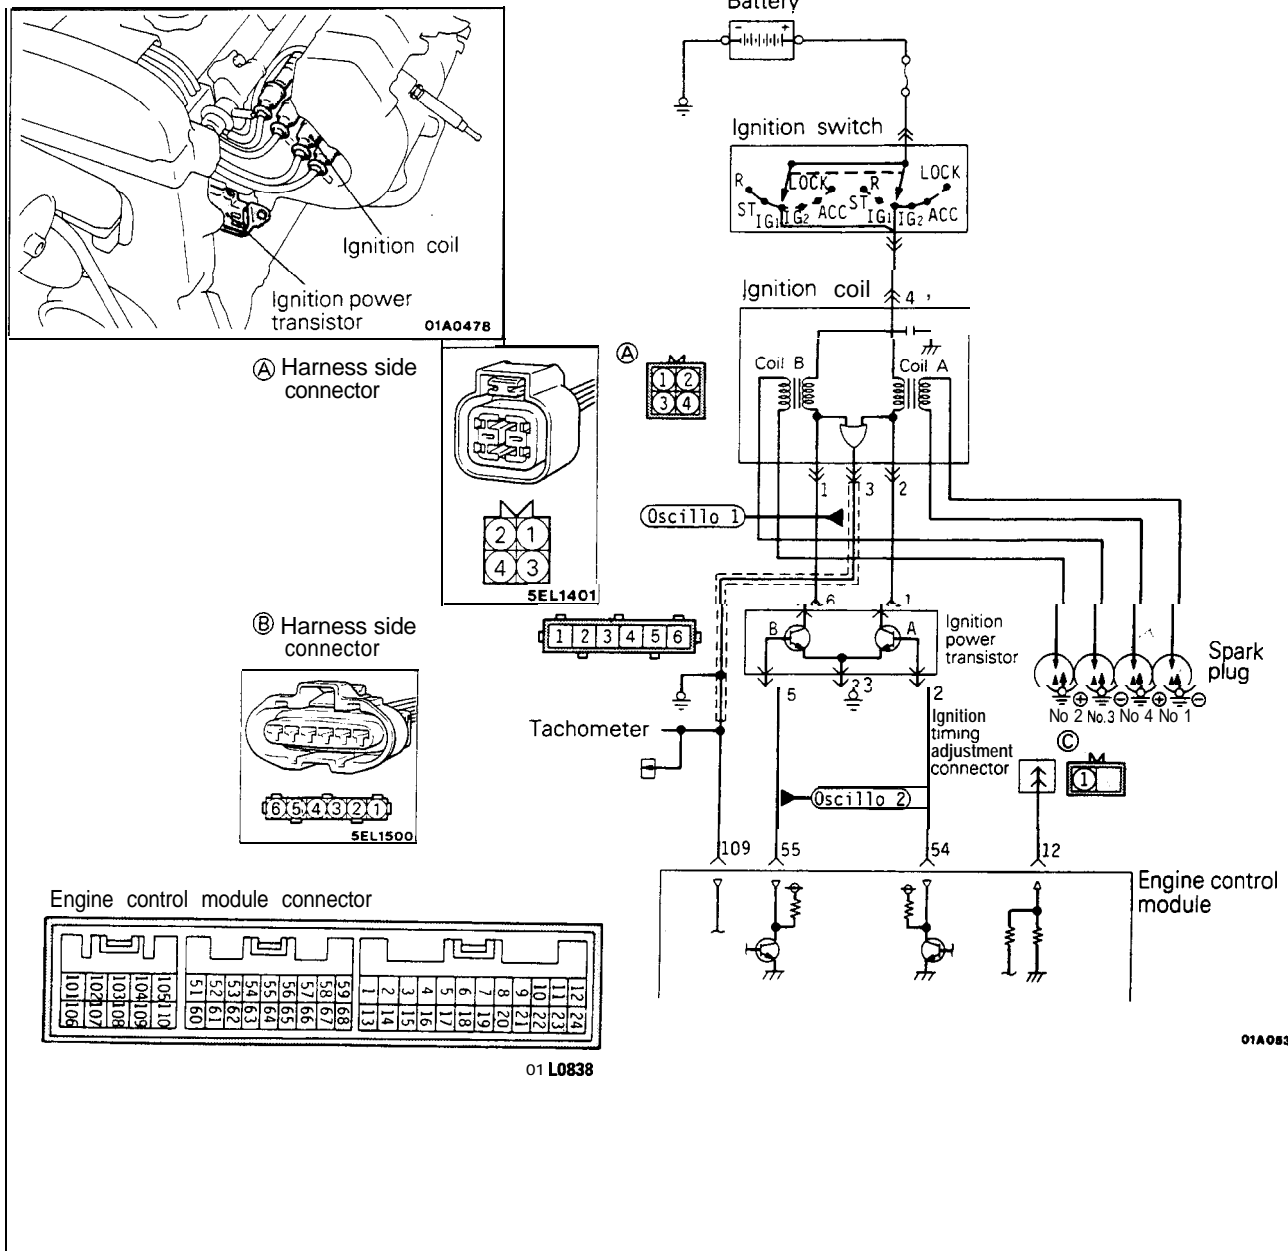 Battery
- +
Ignition switch
R LOCK R LOCK
ST IG1 IG2 ACC ST IG1 IG2 ACC
Ignition coil
Ignition power
transistor
01A0478
Ignition coil 4
Ⓐ Harness side
connector
Ⓐ
1 2
3 4
Coil B Coil A
2 1
4 3
5EL1401
1 3 2
Oscillo 1
6 1
Ⓑ Harness side
connector
1 2 3 4 5 6
B A
Ignition
power
transistor
5 3 3 2
Spark
plug
No 2 ⊕ No.3 ⊖ No 4 ⊕ No 1 ⊖
6 5 4 3 2 1
5EL1500
Tachometer
Ignition
timing
adjustment
connector
Ⓒ
1
Oscillo 2
109 55 54 12
Engine control
module
Engine control module connector
101 102 103 104 105 51 52 53 54 55 56 57 58 59 1 2 3 4 5 6 7 8 9 10 11 12
106 107 108 109 110 60 61 62 63 64 65 66 67 68 13 14 15 16 17 18 19 20 21 22 23 24
01 L0838